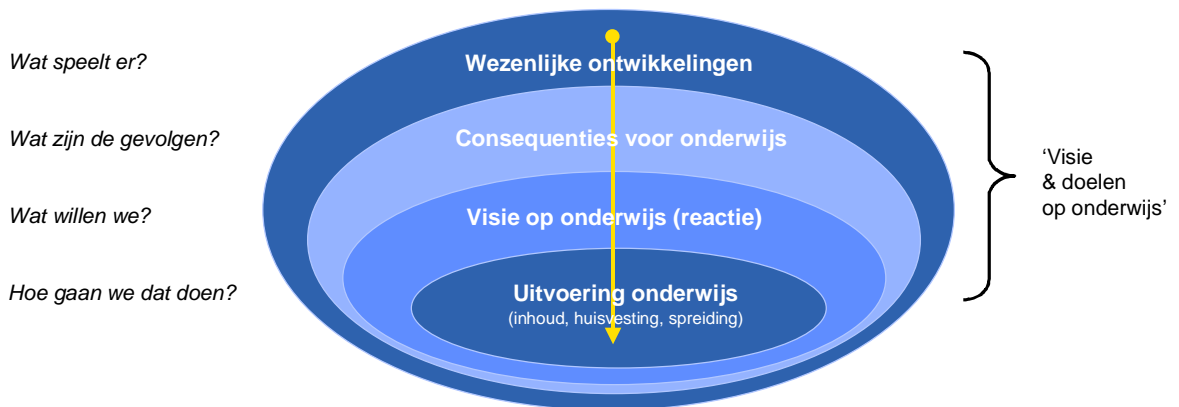 Wat speelt er?
Wezenlijke ontwikkelingen
Wat zijn de gevolgen?
Consequenties voor onderwijs
Wat willen we?
Visie op onderwijs (reactie)
Hoe gaan we dat doen?
Uitvoering onderwijs
(inhoud, huisvesting, spreiding)
‘Visie
& doelen
op onderwijs’